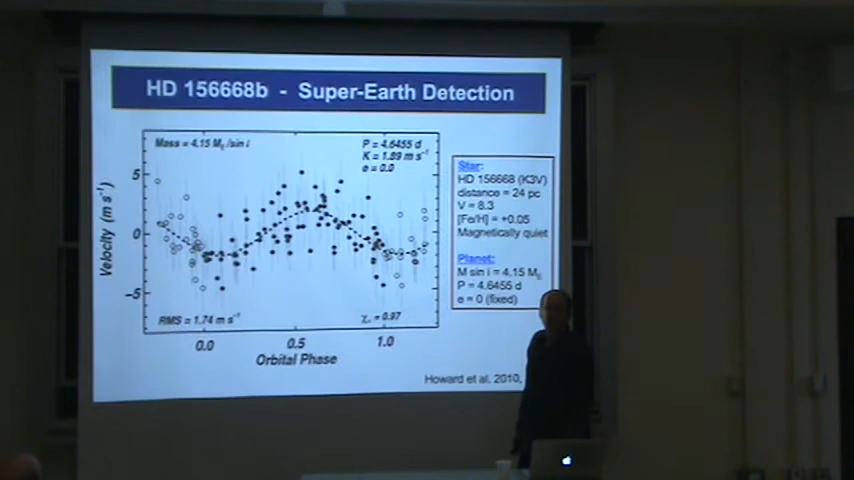 HD 156668b - Super-Earth Detection
Mass = 4.15 M_E/sin i
P = 4.6455 d
K = 1.89 m s⁻¹
e = 0.0
5
0
−5
Velocity (m s⁻¹)
RMS = 1.74 m s⁻¹
χᵥ = 0.97
0.0 0.5 1.0
Orbital Phase
Star:
HD 156668 (K3V)
distance = 24 pc
V = 8.3
[Fe/H] = +0.05
Magnetically quiet
Planet:
M sin i = 4.15 M_E
P = 4.6455 d
e = 0 (fixed)
Howard et al. 2010,